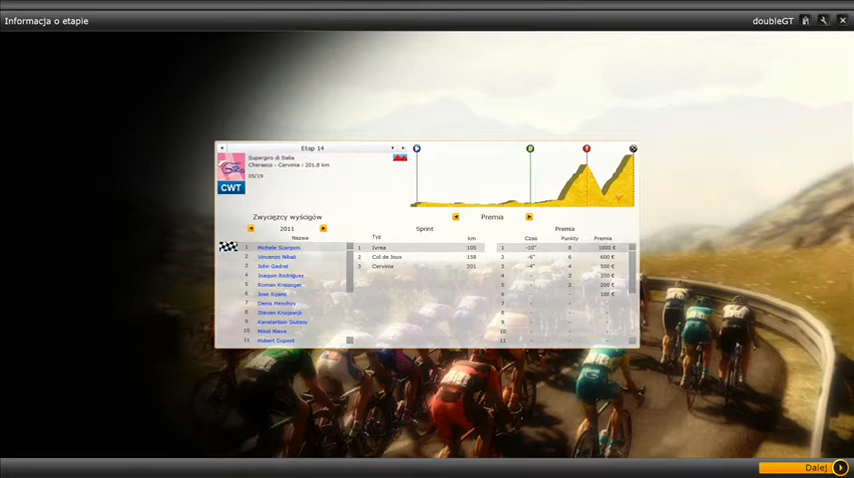 Informacja o etapie
doubleGT
Etap 14
Supergiro di Italia
Cherasco - Cervinia : 201.8 km
05/19
CWT
Zwycięzcy wyścigów
2011
Nazwa
1 Michele Scarponi
2 Vincenzo Nibali
3 John Gadret
4 Joaquin Rodriguez
5 Roman Kreuziger
6 Jose Rujano
7 Denis Menchov
8 Steven Kruijswijk
9 Kanstantsin Siutsou
10 Mikel Nieve
11 Hubert Dupont
Premia
Sprint
Typ km
1 Ivrea 105
2 Col de Joux 158
3 Cervinia 201
Premia
Czas Punkty Premia
1 -10" 8 1000 €
2 -6" 6 600 €
3 -4" 4 500 €
4 - 3 350 €
5 - 2 200 €
6 - - 100 €
7 - - -
8 - - -
9 - - -
10 - - -
11 - - -
Dalej